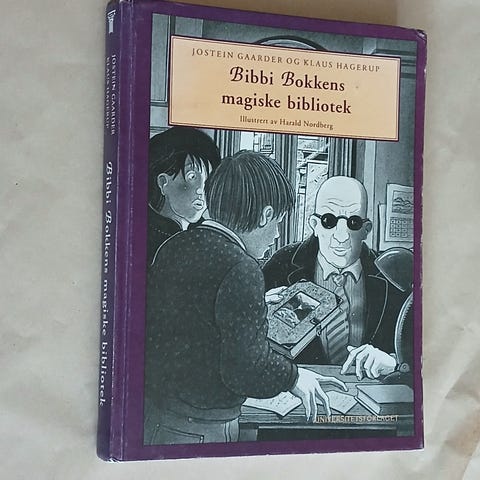 JOSTEIN GAARDER OG KLAUS HAGERUP
Bibbi Bokkens
magiske bibliotek
Illustrert av Harald Nordberg
UNIVERSITETSFORLAGET
JOSTEIN GAARDER
KLAUS HAGERUP
Bibbi Bokkens magiske bibliotek